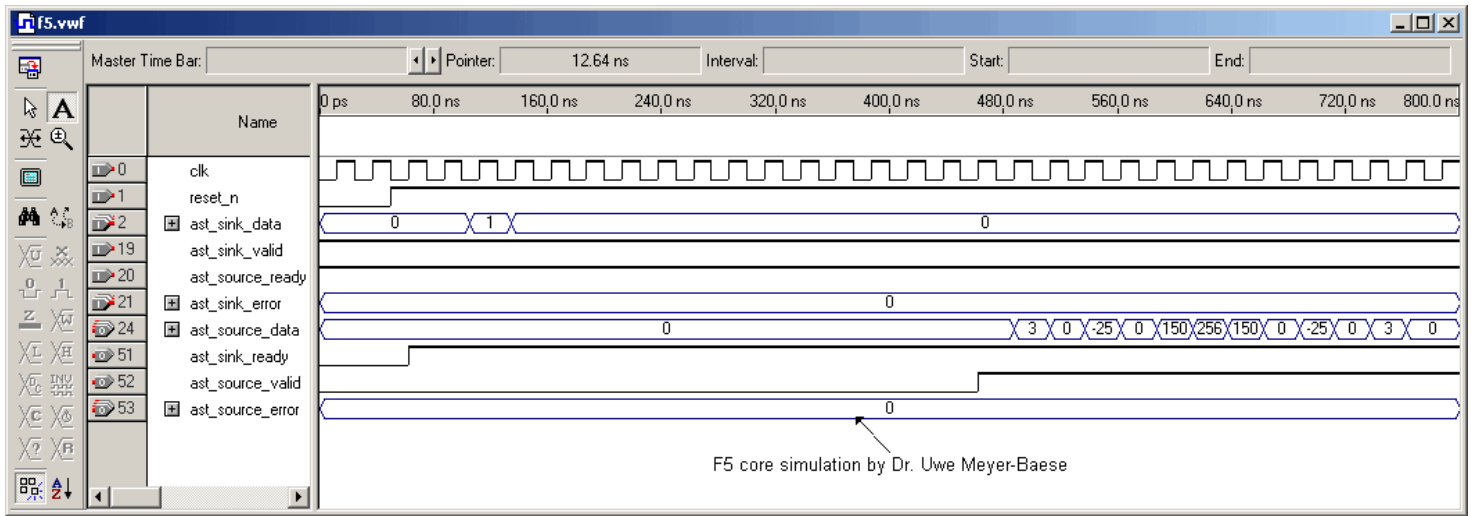 f5.vwf
Master Time Bar: Pointer: 12.64 ns Interval: Start: End:
A
Name
0 ps 80.0 ns 160.0 ns 240.0 ns 320.0 ns 400.0 ns 480.0 ns 560.0 ns 640.0 ns 720.0 ns 800.0 ns
0 clk
1 reset_n
2 ast_sink_data 0 1 0
19 ast_sink_valid
20 ast_source_ready
21 ast_sink_error 0
24 ast_source_data 0 3 0 -25 0 150 256 150 0 -25 0 3 0
51 ast_sink_ready
52 ast_source_valid
53 ast_source_error 0
F5 core simulation by Dr. Uwe Meyer-Baese